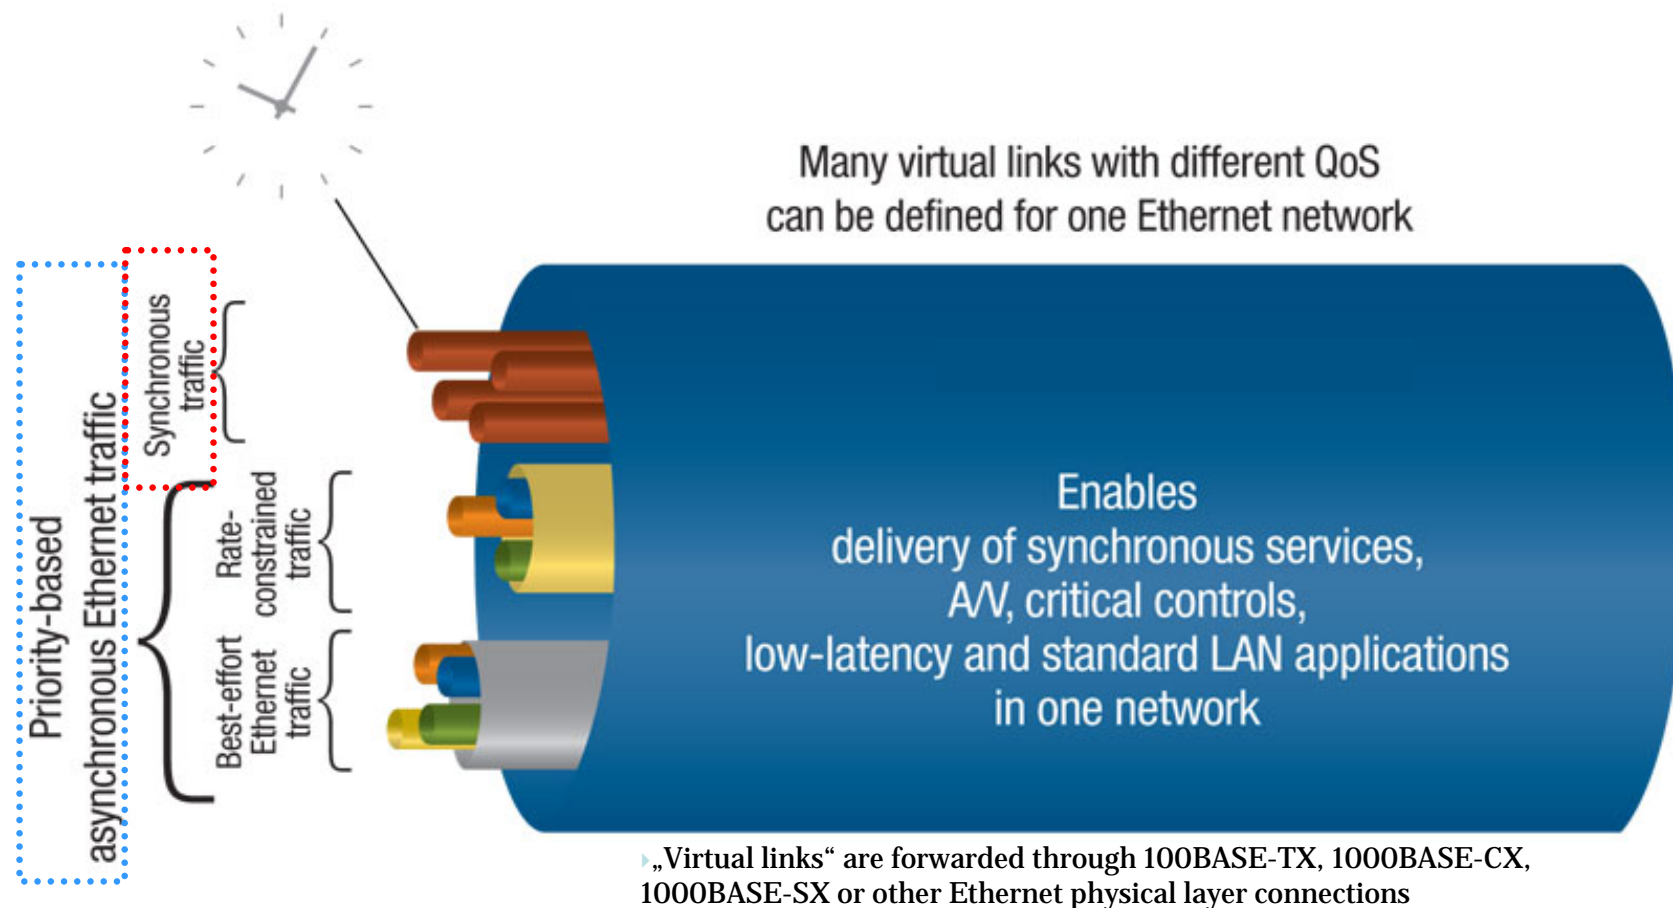 Many virtual links with different QoS
can be defined for one Ethernet network
Priority-based
asynchronous Ethernet traffic
Synchronous
traffic
Rate-
constrained
traffic
Best-effort
Ethernet
traffic
Enables
delivery of synchronous services,
A/V, critical controls,
low-latency and standard LAN applications
in one network
„Virtual links“ are forwarded through 100BASE-TX, 1000BASE-CX,
1000BASE-SX or other Ethernet physical layer connections